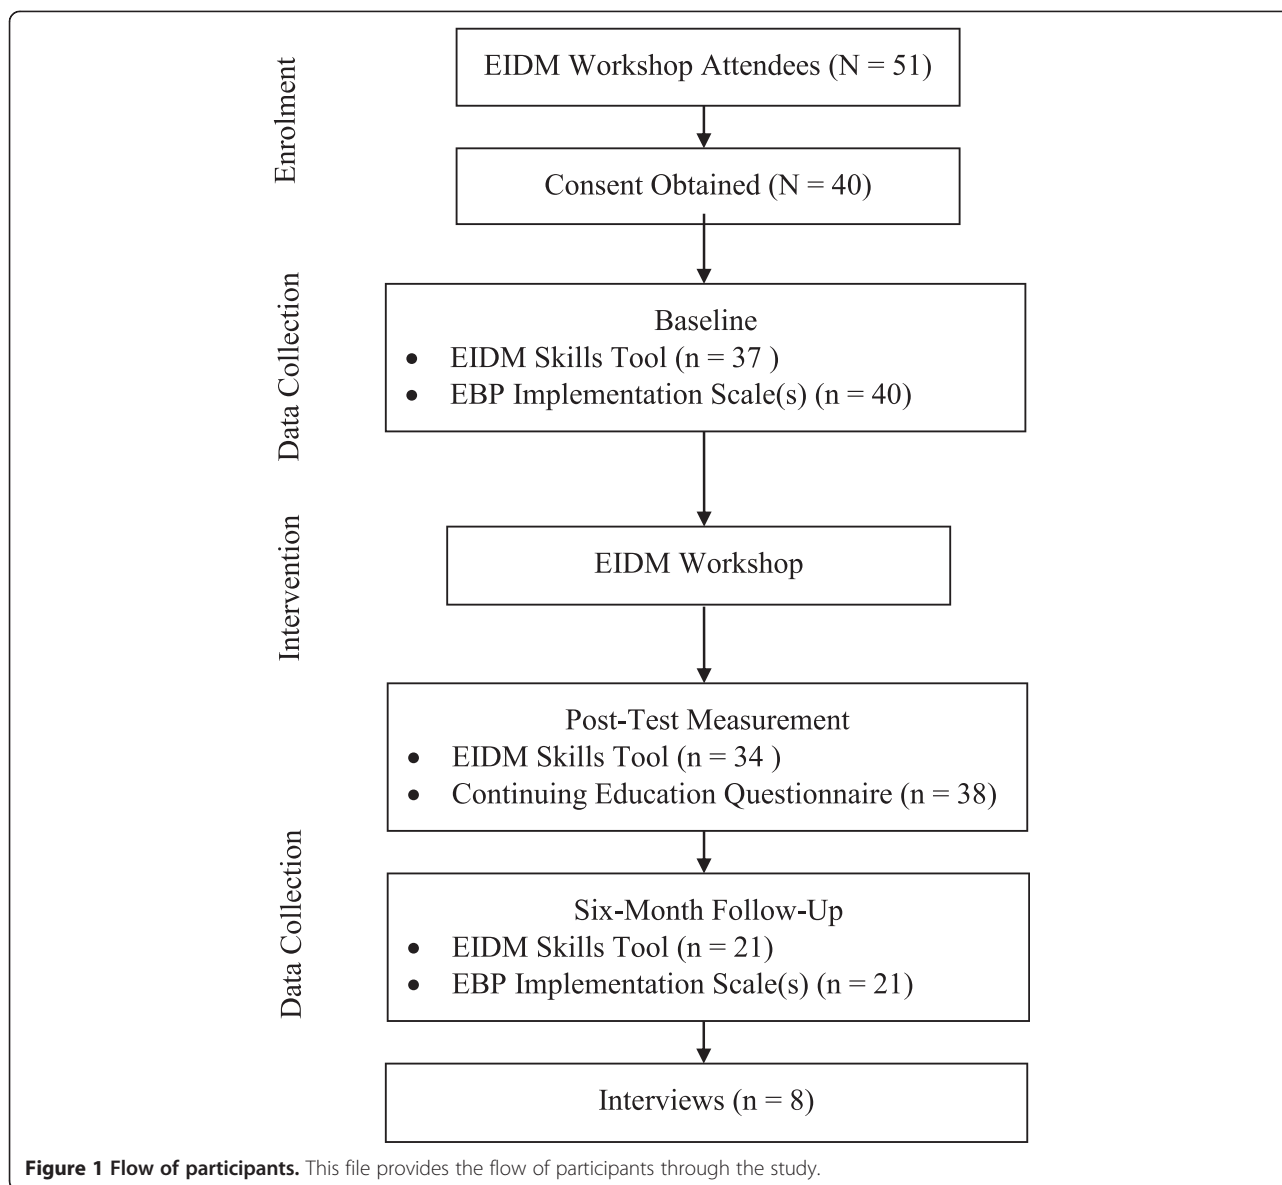 Enrolment
EIDM Workshop Attendees (N = 51)
Consent Obtained (N = 40)
Data Collection
Baseline
• EIDM Skills Tool (n = 37 )
• EBP Implementation Scale(s) (n = 40)
Intervention
EIDM Workshop
Data Collection
Post-Test Measurement
• EIDM Skills Tool (n = 34 )
• Continuing Education Questionnaire (n = 38)
Six-Month Follow-Up
• EIDM Skills Tool (n = 21)
• EBP Implementation Scale(s) (n = 21)
Interviews (n = 8)
Figure 1 Flow of participants. This file provides the flow of participants through the study.